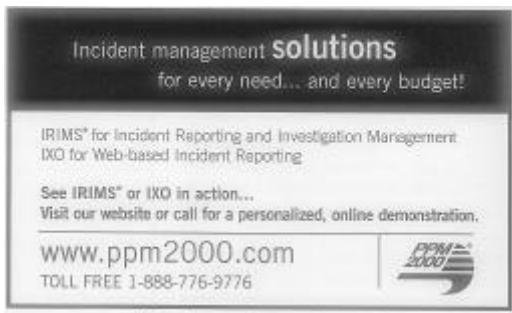 Incident management solutions
for every need... and every budget!
IRIMS® for Incident Reporting and Investigation Management
IXO for Web-based Incident Reporting
See IRIMS® or IXO in action...
Visit our website or call for a personalized, online demonstration.
www.ppm2000.com
TOLL FREE 1-888-776-9776
PPM
2000